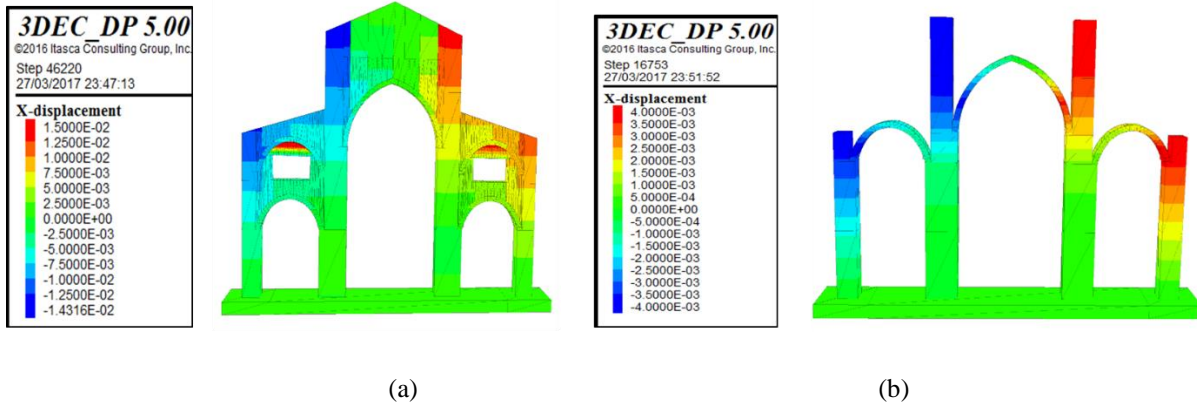 3DEC_DP 5.00
©2016 Itasca Consulting Group, Inc.
Step 46220
27/03/2017 23:47:13
X-displacement
1.5000E-02
1.2500E-02
1.0000E-02
7.5000E-03
5.0000E-03
2.5000E-03
0.0000E+00
-2.5000E-03
-5.0000E-03
-7.5000E-03
-1.0000E-02
-1.2500E-02
-1.4316E-02
3DEC_DP 5.00
©2016 Itasca Consulting Group, Inc.
Step 16753
27/03/2017 23:51:52
X-displacement
4.0000E-03
3.5000E-03
3.0000E-03
2.5000E-03
2.0000E-03
1.5000E-03
1.0000E-03
5.0000E-04
0.0000E+00
-5.0000E-04
-1.0000E-03
-1.5000E-03
-2.0000E-03
-2.5000E-03
-3.0000E-03
-3.5000E-03
-4.0000E-03
(a)
(b)